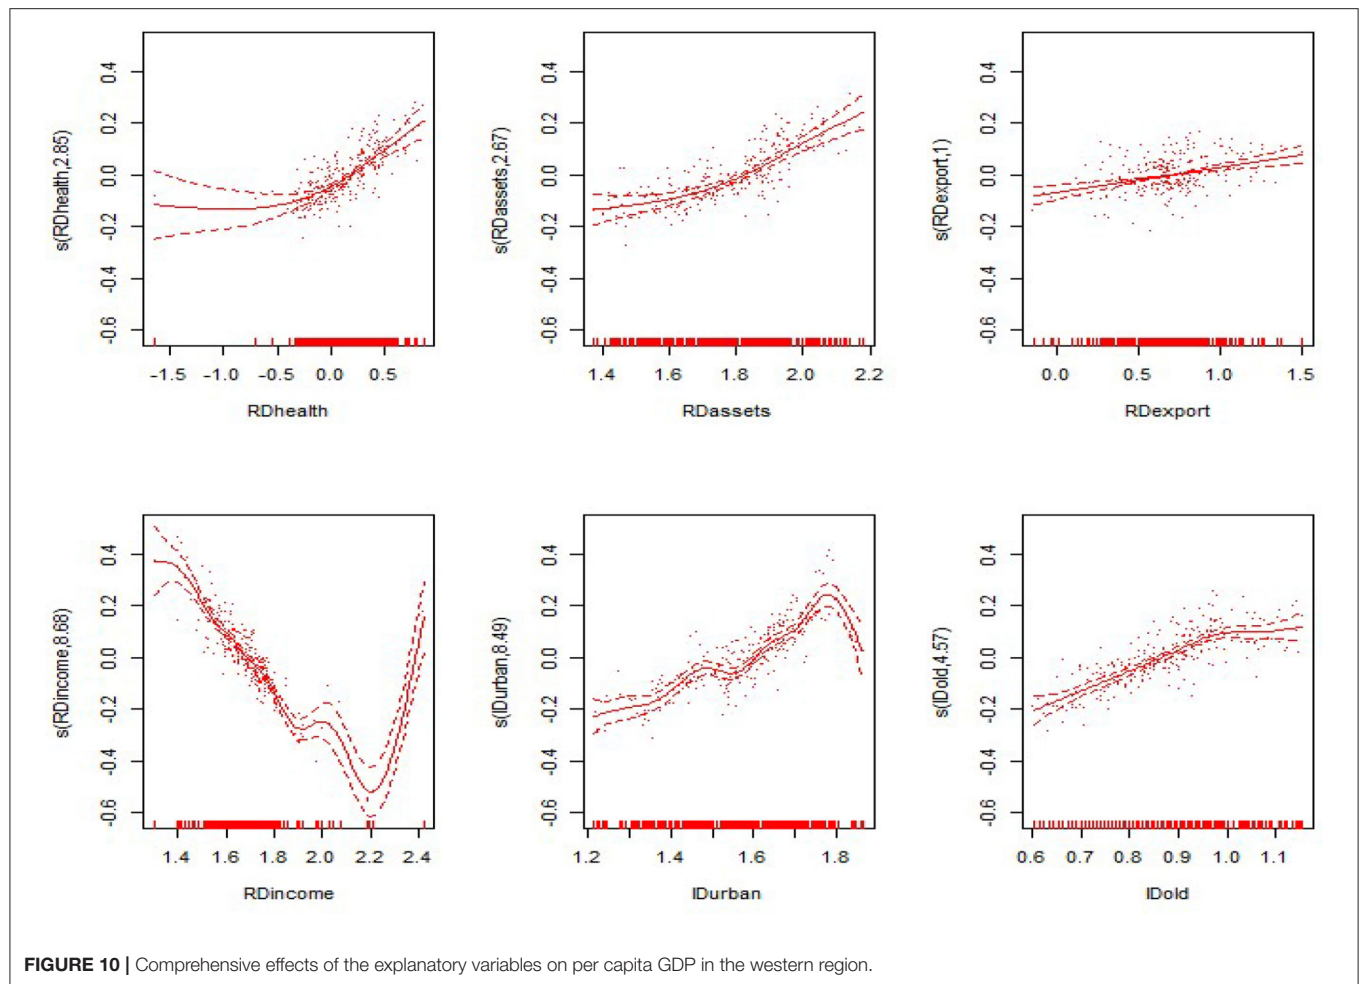 s(RDhealth,2.85)
0.4
0.2
0.0
-0.2
-0.4
-0.6
-1.5 -1.0 -0.5 0.0 0.5
RDhealth
s(RDassets,2.67)
0.4
0.2
0.0
-0.2
-0.4
-0.6
1.4 1.6 1.8 2.0 2.2
RDassets
s(RDexport,1)
0.4
0.2
0.0
-0.2
-0.4
-0.6
0.0 0.5 1.0 1.5
RDexport
s(RDincome,8.68)
0.4
0.2
0.0
-0.2
-0.4
-0.6
1.4 1.6 1.8 2.0 2.2 2.4
RDincome
s(IDurban,8.49)
0.4
0.2
0.0
-0.2
-0.4
-0.6
1.2 1.4 1.6 1.8
IDurban
s(IDold,4.57)
0.4
0.2
0.0
-0.2
-0.4
-0.6
0.6 0.7 0.8 0.9 1.0 1.1
IDold
FIGURE 10 | Comprehensive effects of the explanatory variables on per capita GDP in the western region.